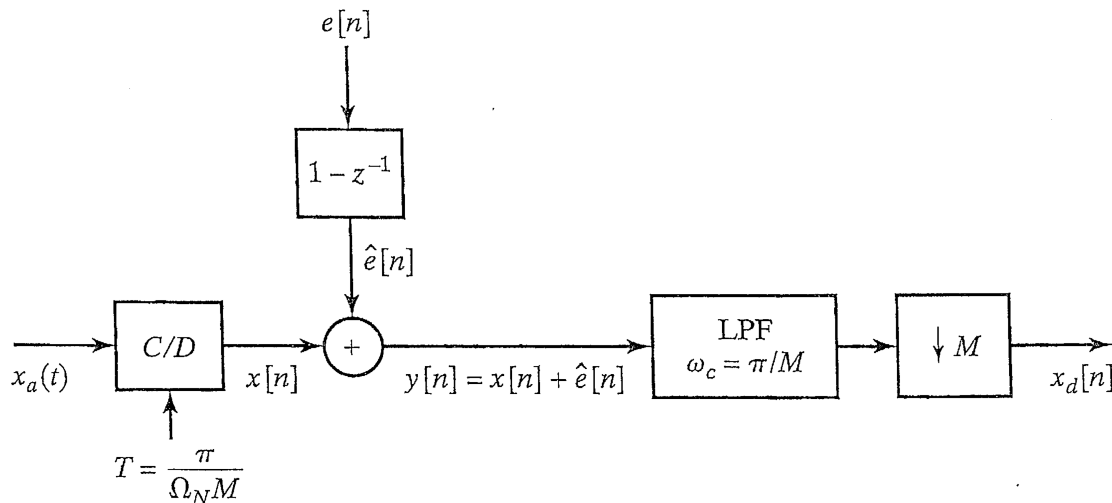 e[n]
1 − z⁻¹
ê[n]
C/D
+
LPF
ω_c = π/M
↓ M
x_a(t)
x[n]
y[n] = x[n] + ê[n]
x_d[n]
T = π / Ω_N M